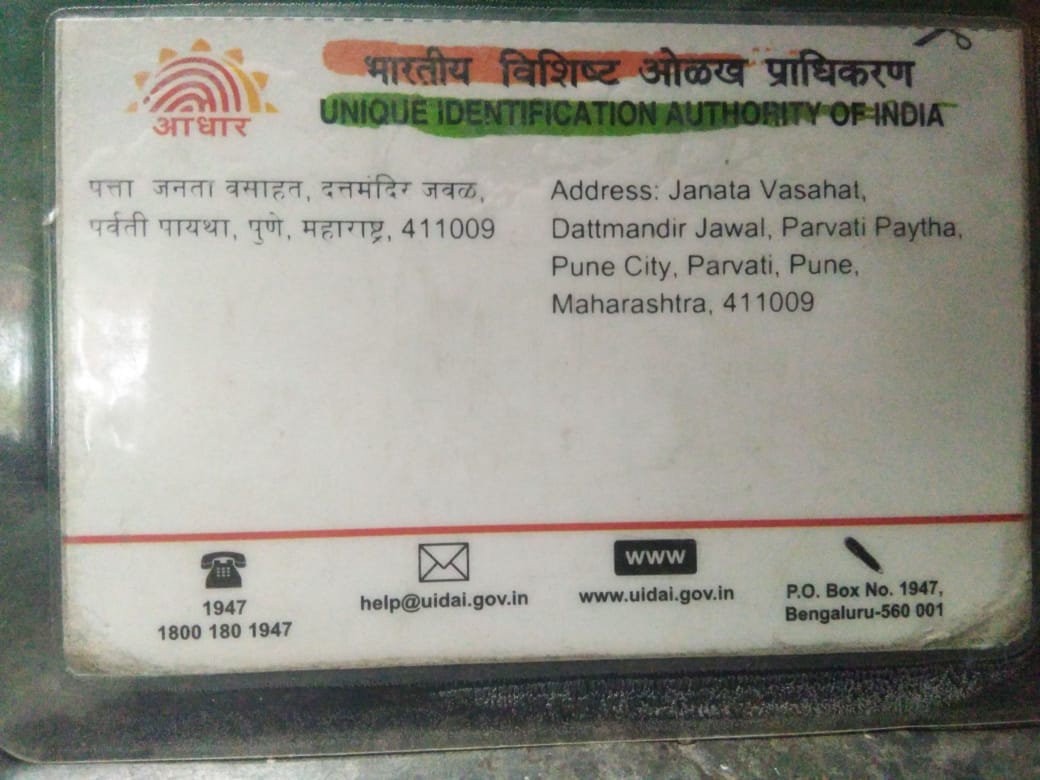 आधार
भारतीय विशिष्ट ओळख प्राधिकरण
UNIQUE IDENTIFICATION AUTHORITY OF INDIA
पत्ता जनता वसाहत, दत्तमंदिर जवळ,
पर्वती पायथा, पुणे, महाराष्ट्र, 411009
Address: Janata Vasahat,
Dattmandir Jawal, Parvati Paytha,
Pune City, Parvati, Pune,
Maharashtra, 411009
1947
1800 180 1947
help@uidai.gov.in
www
www.uidai.gov.in
P.O. Box No. 1947,
Bengaluru-560 001